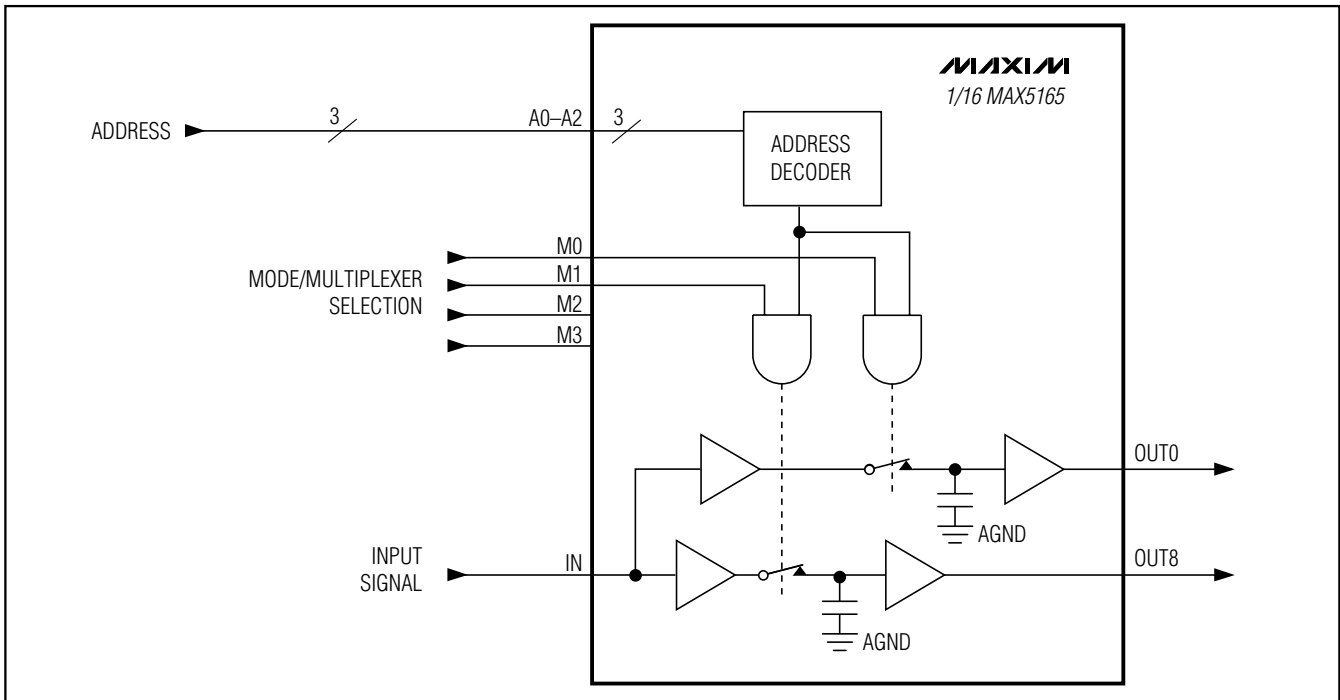 MAXIM
1/16 MAX5165
ADDRESS
3
A0–A2
3
ADDRESS
DECODER
MODE/MULTIPLEXER
SELECTION
M0
M1
M2
M3
OUT0
AGND
INPUT
SIGNAL
IN
OUT8
AGND